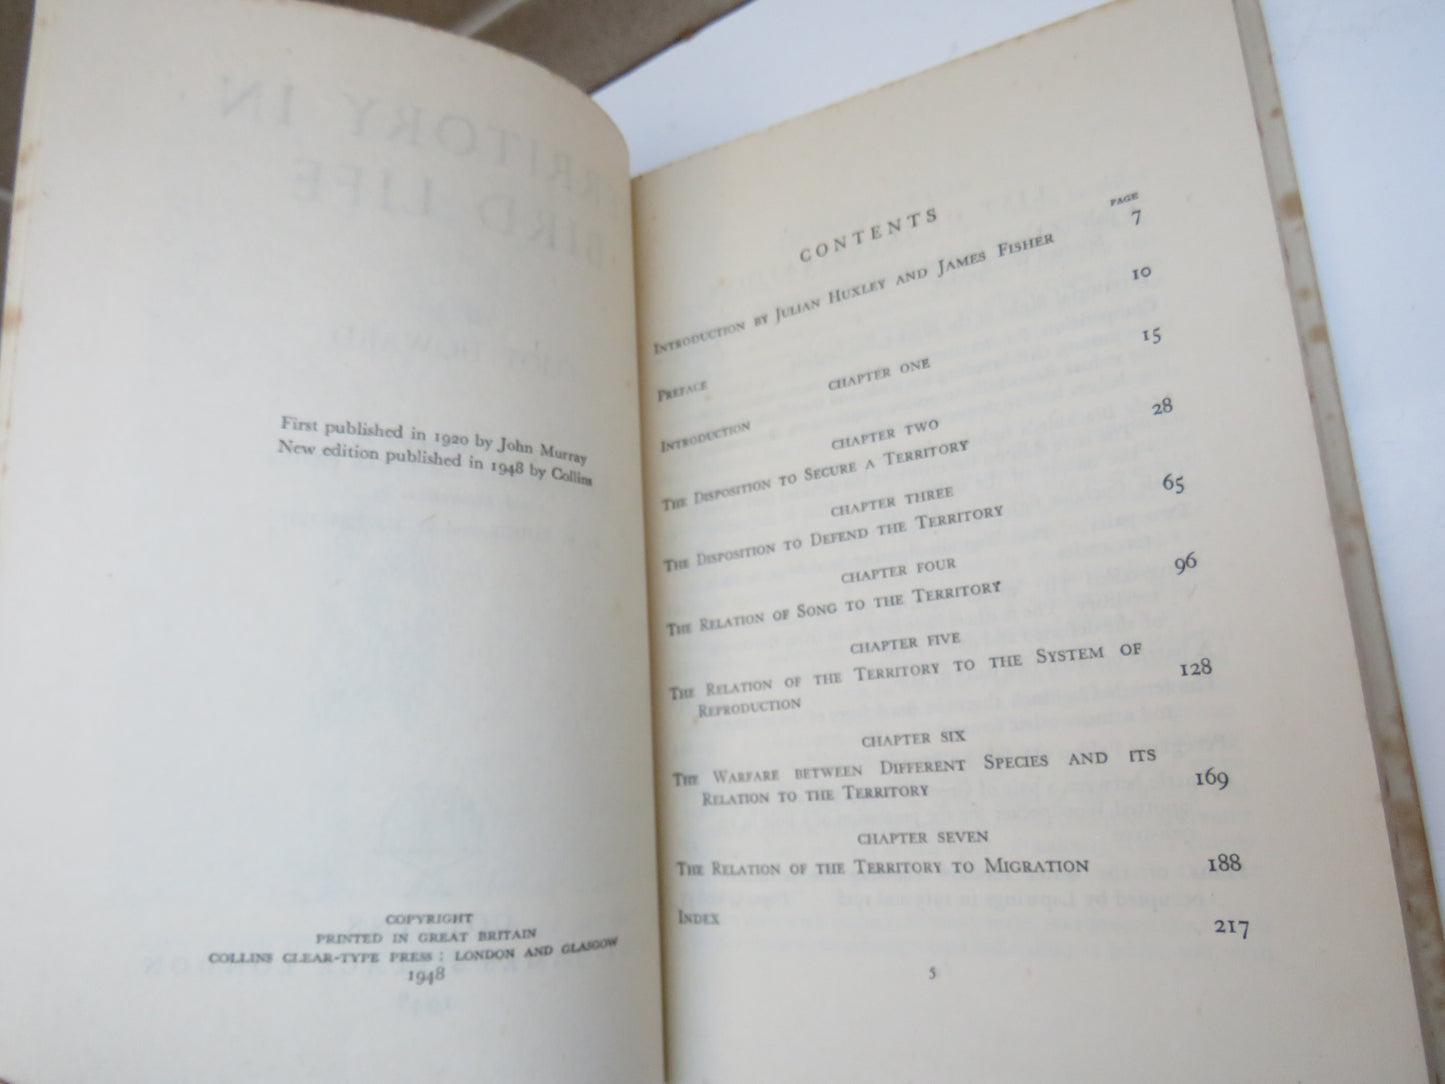 First published in 1920 by John Murray
New edition published in 1948 by Collins
COPYRIGHT
PRINTED IN GREAT BRITAIN
COLLINS CLEAR-TYPE PRESS : LONDON AND GLASGOW
1948
CONTENTS
PAGE
INTRODUCTION BY JULIAN HUXLEY AND JAMES FISHER 7
PREFACE 10
CHAPTER ONE
INTRODUCTION 15
CHAPTER TWO
THE DISPOSITION TO SECURE A TERRITORY 28
CHAPTER THREE
THE DISPOSITION TO DEFEND THE TERRITORY 65
CHAPTER FOUR
THE RELATION OF SONG TO THE TERRITORY 96
CHAPTER FIVE
THE RELATION OF THE TERRITORY TO THE SYSTEM OF
REPRODUCTION 128
CHAPTER SIX
THE WARFARE BETWEEN DIFFERENT SPECIES AND ITS
RELATION TO THE TERRITORY 169
CHAPTER SEVEN
THE RELATION OF THE TERRITORY TO MIGRATION 188
INDEX 217
5